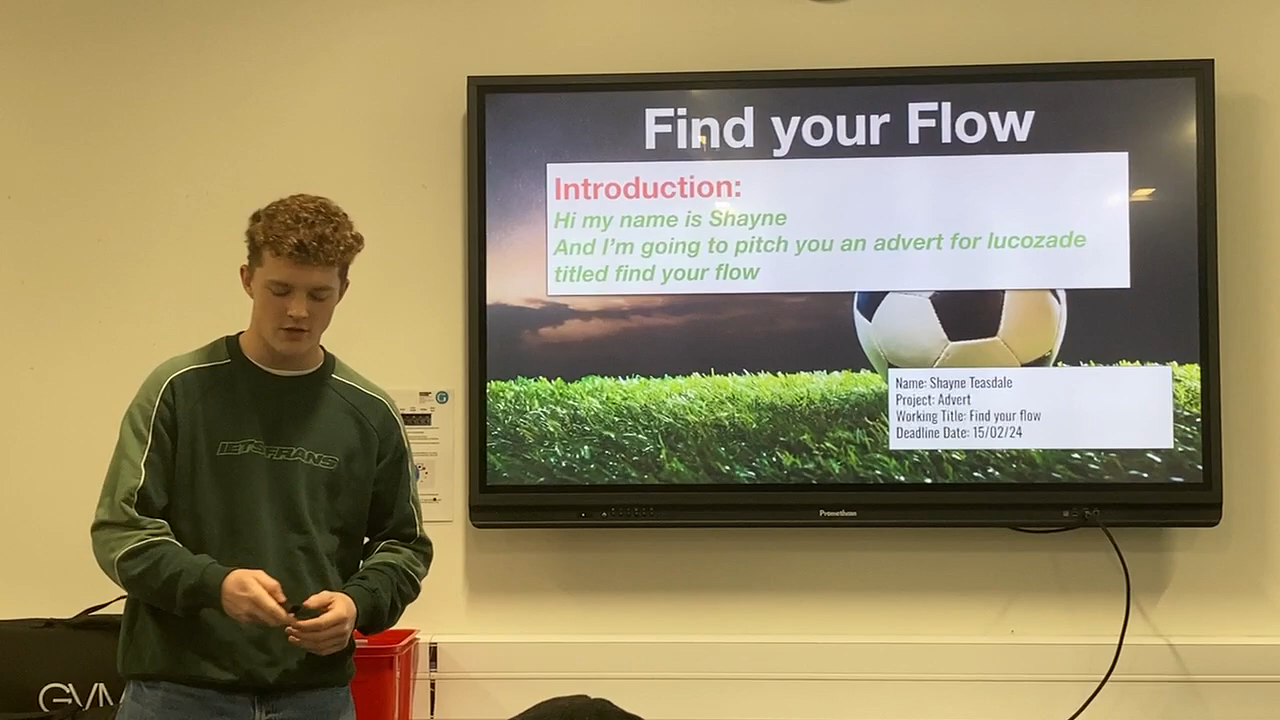 Find your Flow
Introduction:
Hi my name is Shayne
And I'm going to pitch you an advert for lucozade
titled find your flow
Name: Shayne Teasdale
Project: Advert
Working Title: Find your flow
Deadline Date: 15/02/24
Promethean
IETS FRANS
GVM